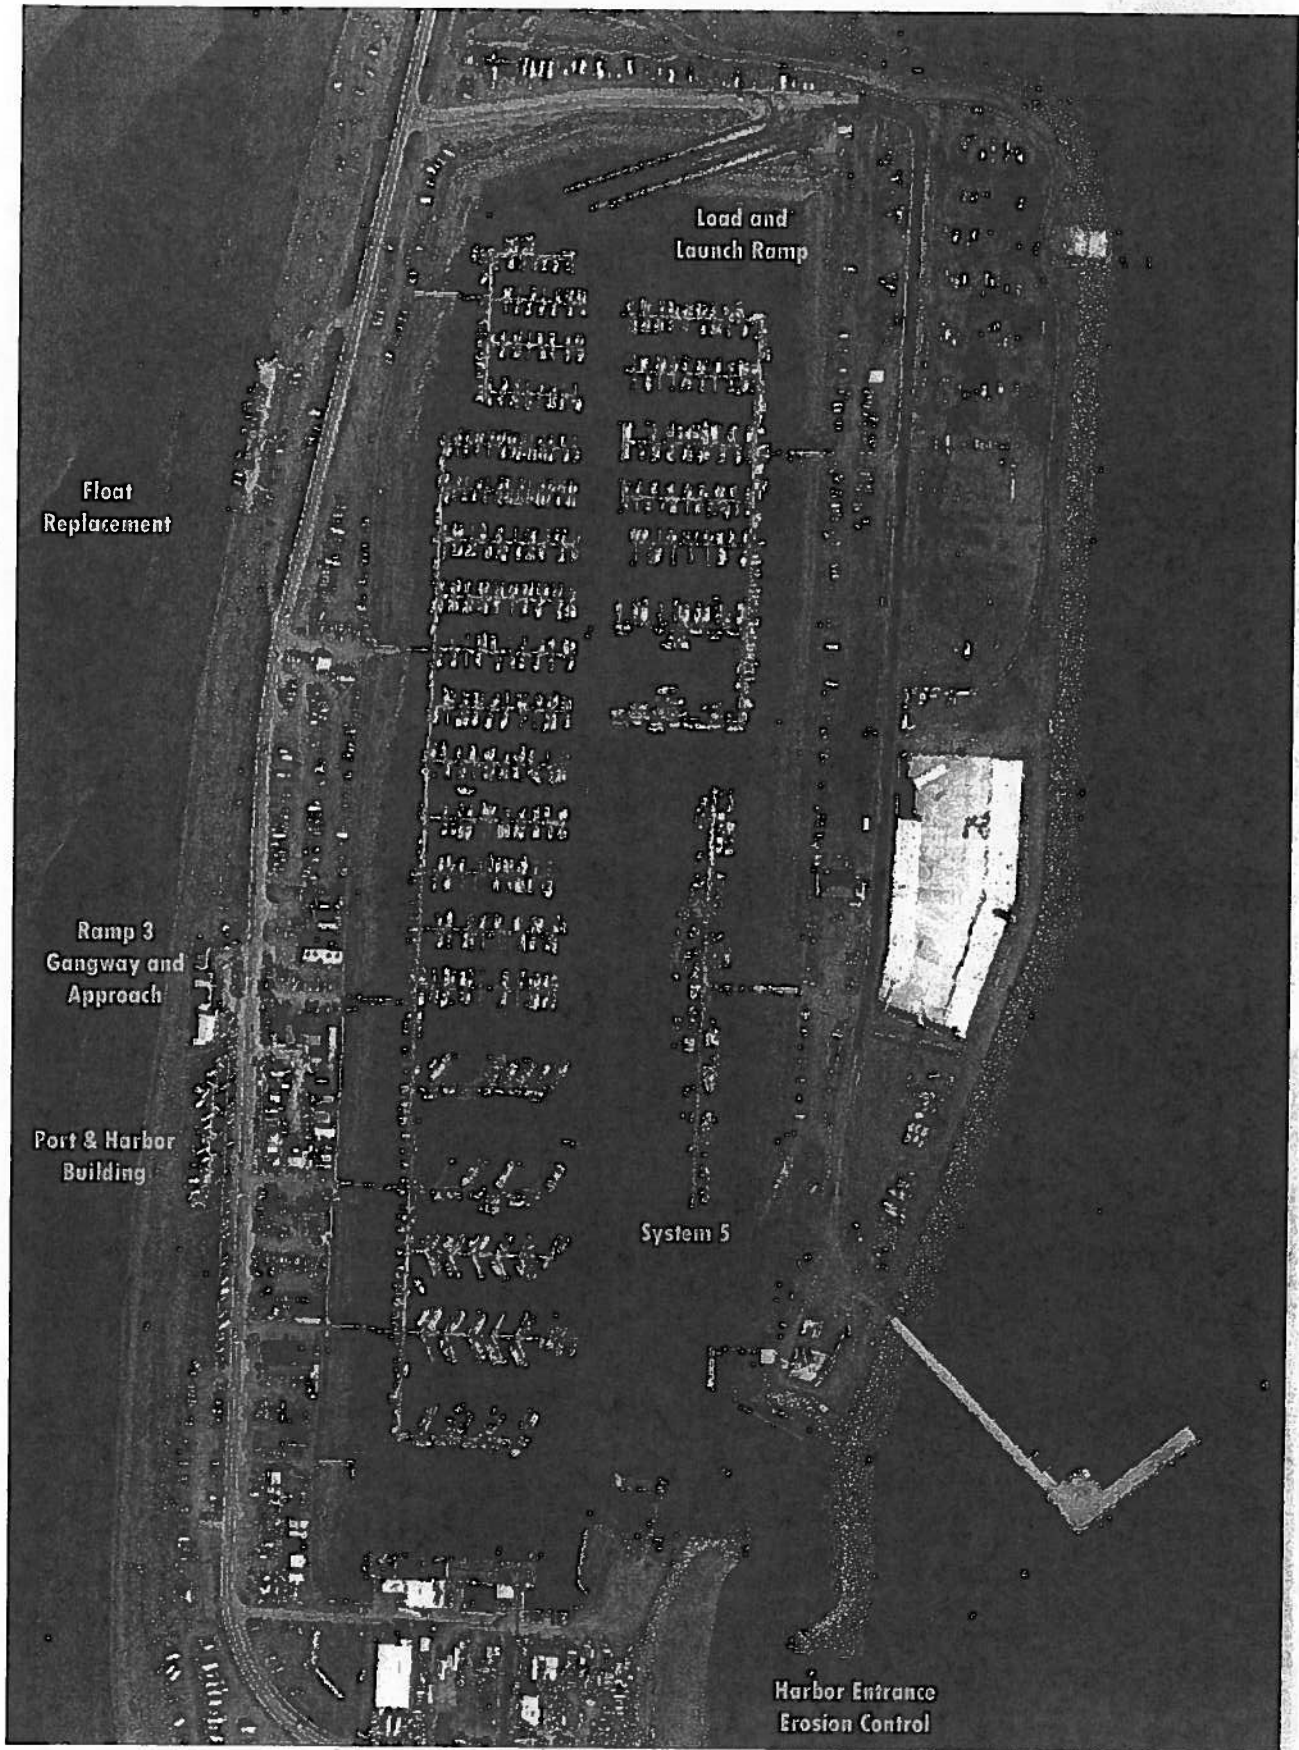 Load and
Launch Ramp
Float
Replacement
Ramp 3
Gangway and
Approach
Port & Harbor
Building
System 5
Harbor Entrance
Erosion Control